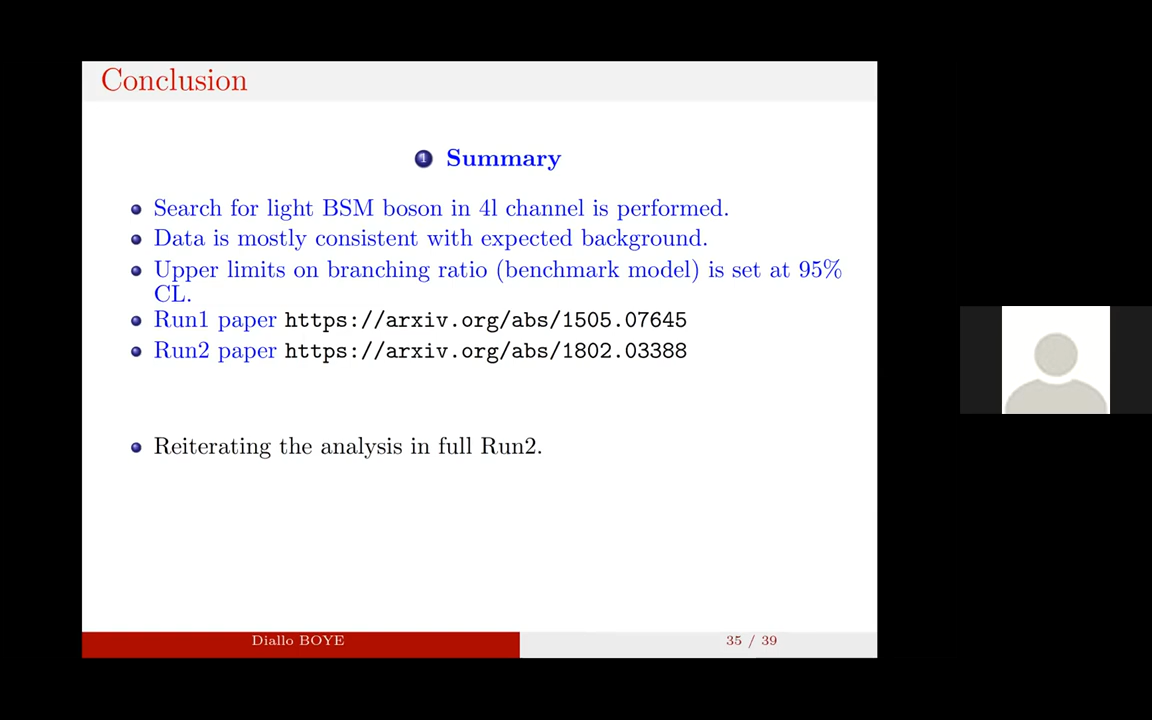 Conclusion
1 Summary
Search for light BSM boson in 4l channel is performed.
Data is mostly consistent with expected background.
Upper limits on branching ratio (benchmark model) is set at 95%
CL.
Run1 paper https://arxiv.org/abs/1505.07645
Run2 paper https://arxiv.org/abs/1802.03388
Reiterating the analysis in full Run2.
Diallo BOYE
35 / 39